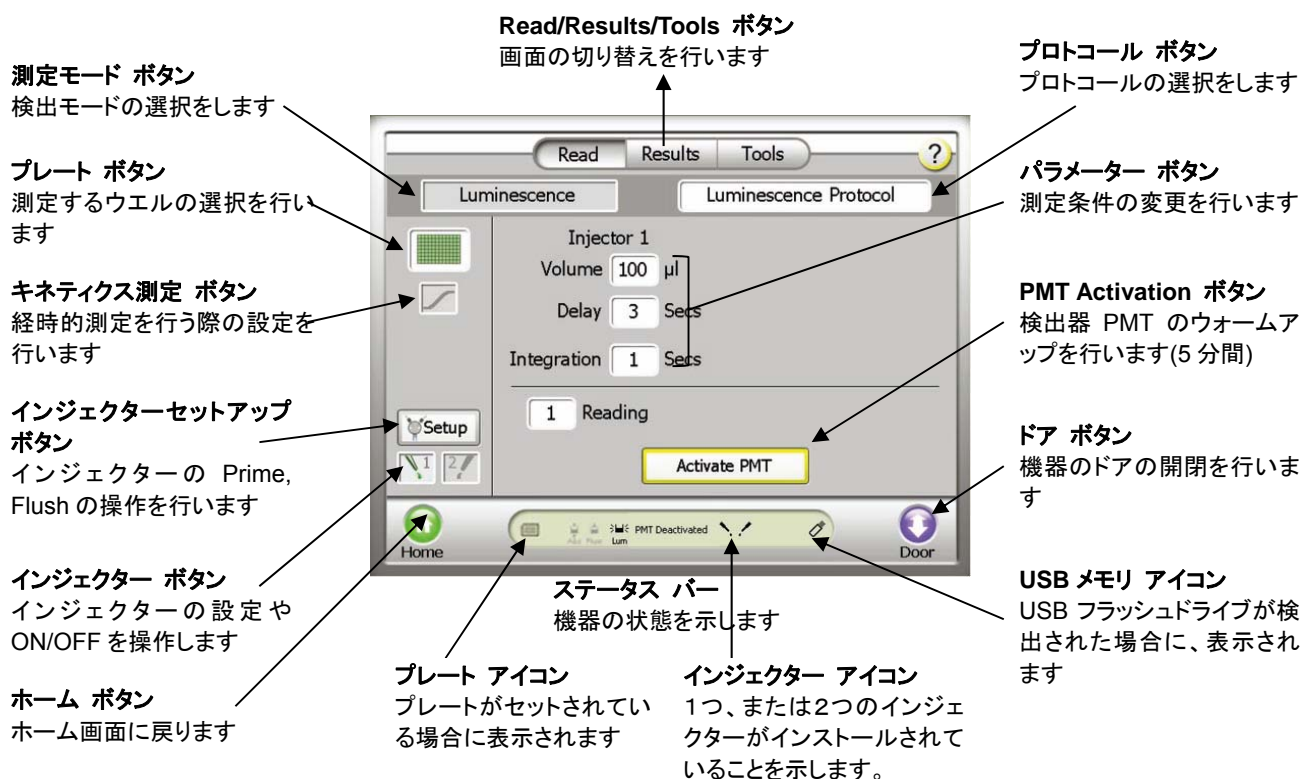 Read/Results/Tools ボタン
画面の切り替えを行います
測定モード ボタン
検出モードの選択をします
プレート ボタン
測定するウエルの選択を行い
ます
キネティクス測定 ボタン
経時的測定を行う際の設定を
行います
インジェクターセットアップ
ボタン
インジェクターの Prime,
Flush の操作を行います
インジェクター ボタン
インジェクターの設定や
ON/OFF を操作します
ホーム ボタン
ホーム画面に戻ります
Read Results Tools ?
Luminescence Luminescence Protocol
Injector 1
Volume 100 µl
Delay 3 Secs
Integration 1 Secs
1 Reading
Setup
1 2
Activate PMT
Home
Abs Fluor Lum PMT Deactivated
Door
ステータス バー
機器の状態を示します
プレート アイコン
プレートがセットされてい
る場合に表示されます
インジェクター アイコン
1つ、または2つのインジェ
クターがインストールされて
いることを示します。
プロトコール ボタン
プロトコールの選択をします
パラメーター ボタン
測定条件の変更を行います
PMT Activation ボタン
検出器 PMT のウォームア
ップを行います(5 分間)
ドア ボタン
機器のドアの開閉を行いま
す
USB メモリ アイコン
USB フラッシュドライブが検
出された場合に、表示され
ます